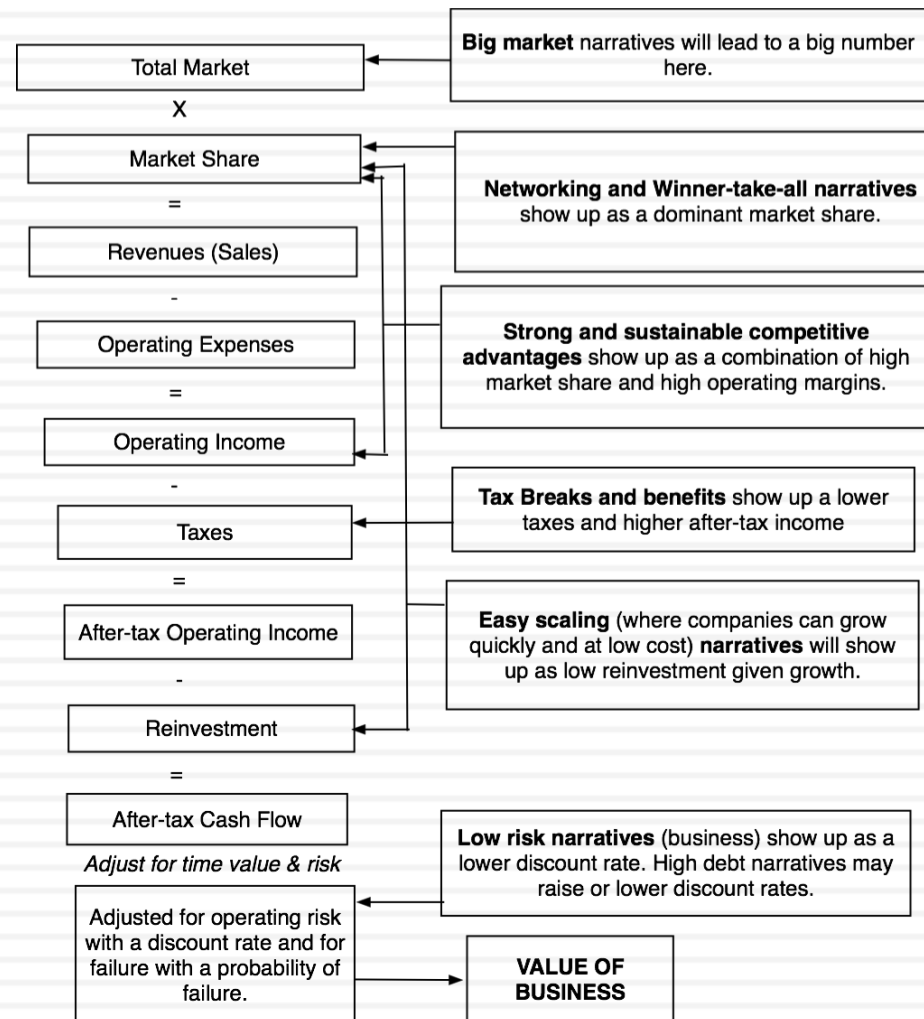 Big market narratives will lead to a big number
here.
Total Market
X
Market Share
Networking and Winner-take-all narratives
show up as a dominant market share.
=
Revenues (Sales)
-
Strong and sustainable competitive
advantages show up as a combination of high
market share and high operating margins.
Operating Expenses
=
Operating Income
-
Tax Breaks and benefits show up a lower
taxes and higher after-tax income
Taxes
=
After-tax Operating Income
Easy scaling (where companies can grow
quickly and at low cost) narratives will show
up as low reinvestment given growth.
-
Reinvestment
=
After-tax Cash Flow
Low risk narratives (business) show up as a
lower discount rate. High debt narratives may
raise or lower discount rates.
Adjust for time value & risk
Adjusted for operating risk
with a discount rate and for
failure with a probability of
failure.
VALUE OF
BUSINESS